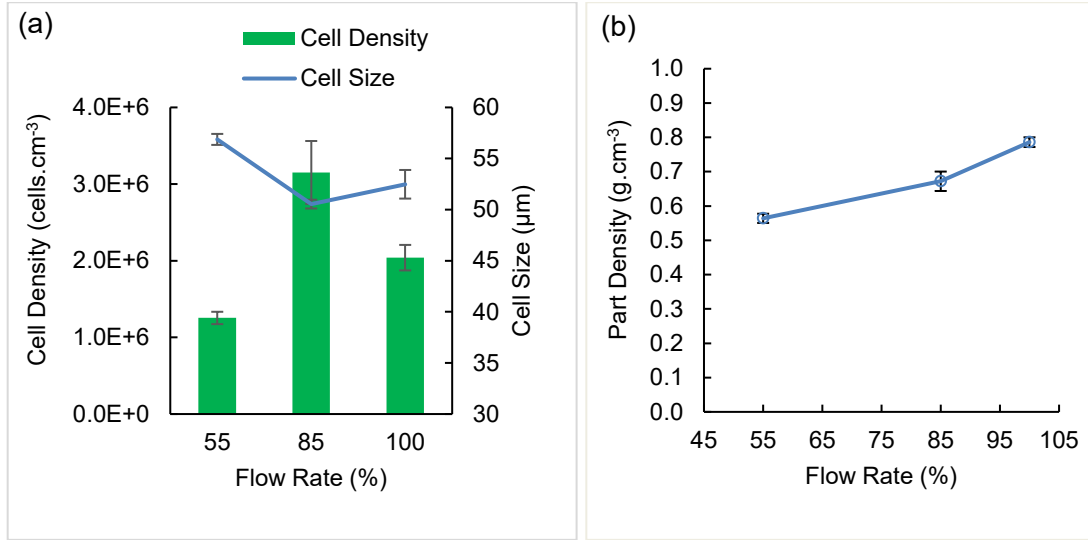 (a)
Cell Density
Cell Size
Cell Density (cells.cm-3)
4.0E+6
3.0E+6
2.0E+6
1.0E+6
0.0E+0
60
55
50
45
40
35
30
Cell Size (µm)
55 85 100
Flow Rate (%)
(b)
Part Density (g.cm-3)
1.0
0.9
0.8
0.7
0.6
0.5
0.4
0.3
0.2
0.1
0.0
45 55 65 75 85 95 105
Flow Rate (%)